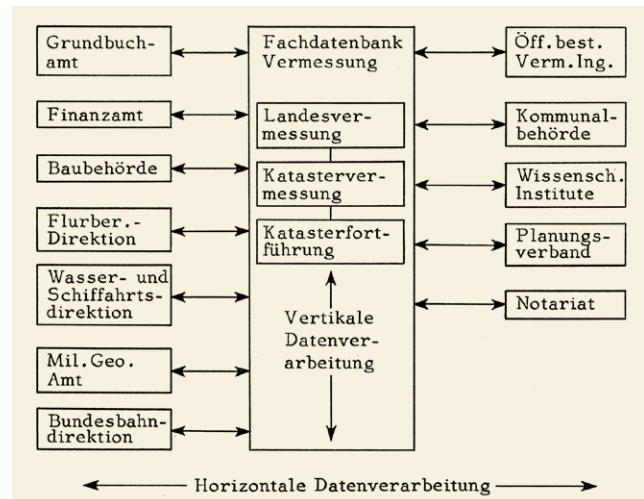 Grundbuch-
amt
Finanzamt
Baubehörde
Flurber.-
Direktion
Wasser- und
Schiffahrts-
direktion
Mil.Geo.
Amt
Bundesbahn-
direktion
Fachdatenbank
Vermessung
Landesver-
messung
Katasterver-
messung
Katasterfort-
führung
Vertikale
Datenver-
arbeitung
Öff.best.
Verm.Ing.
Kommunal-
behörde
Wissensch.
Institute
Planungs-
verband
Notariat
Horizontale Datenverarbeitung